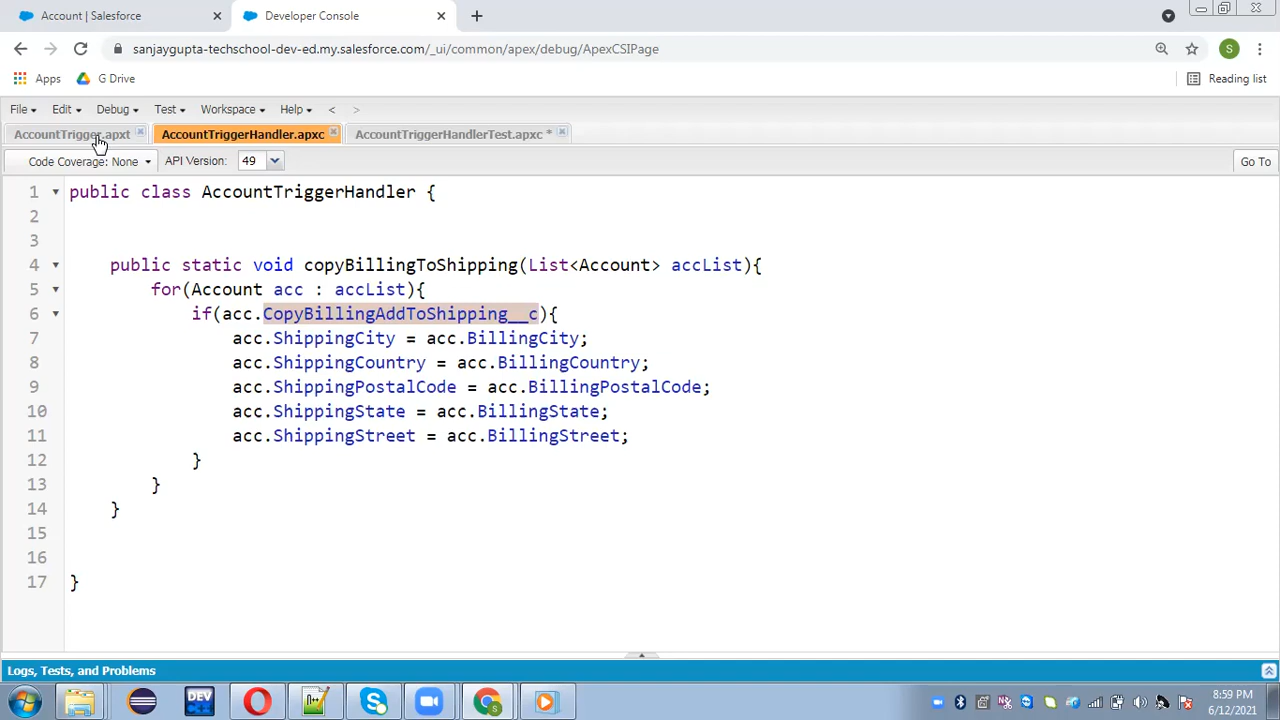 Account | Salesforce
Developer Console
sanjaygupta-techschool-dev-ed.my.salesforce.com/_ui/common/apex/debug/ApexCSIPage
S
Apps
G Drive
Reading list
File
Edit
Debug
Test
Workspace
Help
<
>
AccountTrigger.apxt
AccountTriggerHandler.apxc
AccountTriggerHandlerTest.apxc *
Code Coverage: None
API Version:
49
Go To
1 public class AccountTriggerHandler {
2
3
4 public static void copyBillingToShipping(List<Account> accList){
5 for(Account acc : accList){
6 if(acc.CopyBillingAddToShipping__c){
7 acc.ShippingCity = acc.BillingCity;
8 acc.ShippingCountry = acc.BillingCountry;
9 acc.ShippingPostalCode = acc.BillingPostalCode;
10 acc.ShippingState = acc.BillingState;
11 acc.ShippingStreet = acc.BillingStreet;
12 }
13 }
14 }
15
16
17 }
Logs, Tests, and Problems
DEV
S
8:59 PM
6/12/2021